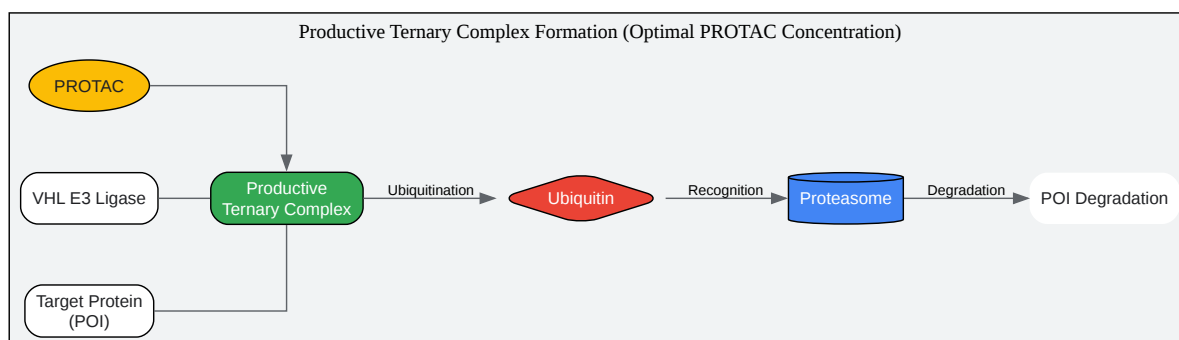 Productive Ternary Complex Formation (Optimal PROTAC Concentration)
PROTAC
VHL E3 Ligase
Productive
Ternary Complex
Ubiquitination
Ubiquitin
Recognition
Proteasome
Degradation
POI Degradation
Target Protein
(POI)